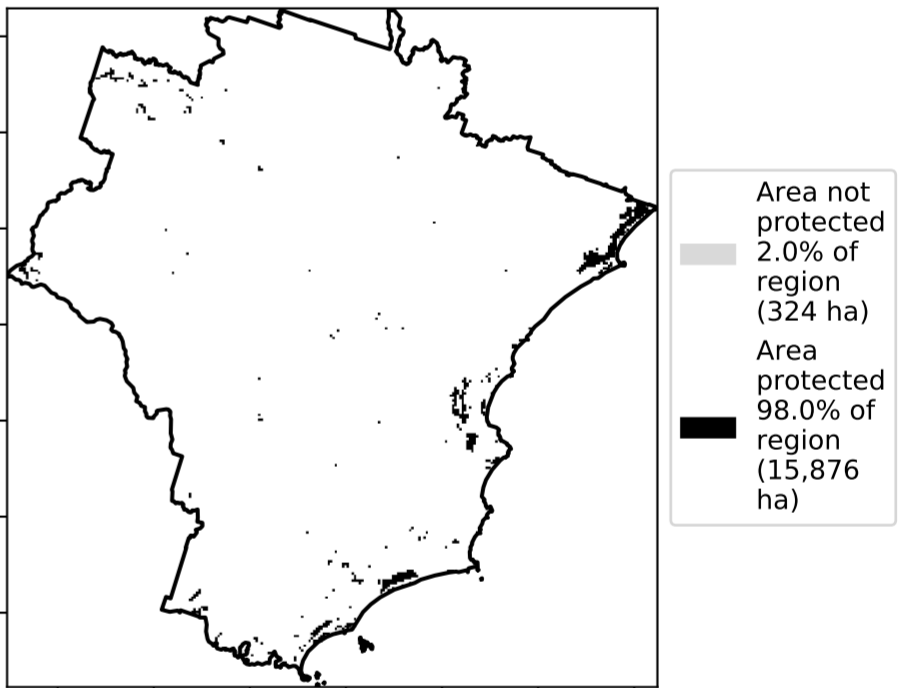 Area not
protected
2.0% of
region
(324 ha)
Area
protected
98.0% of
region
(15,876
ha)